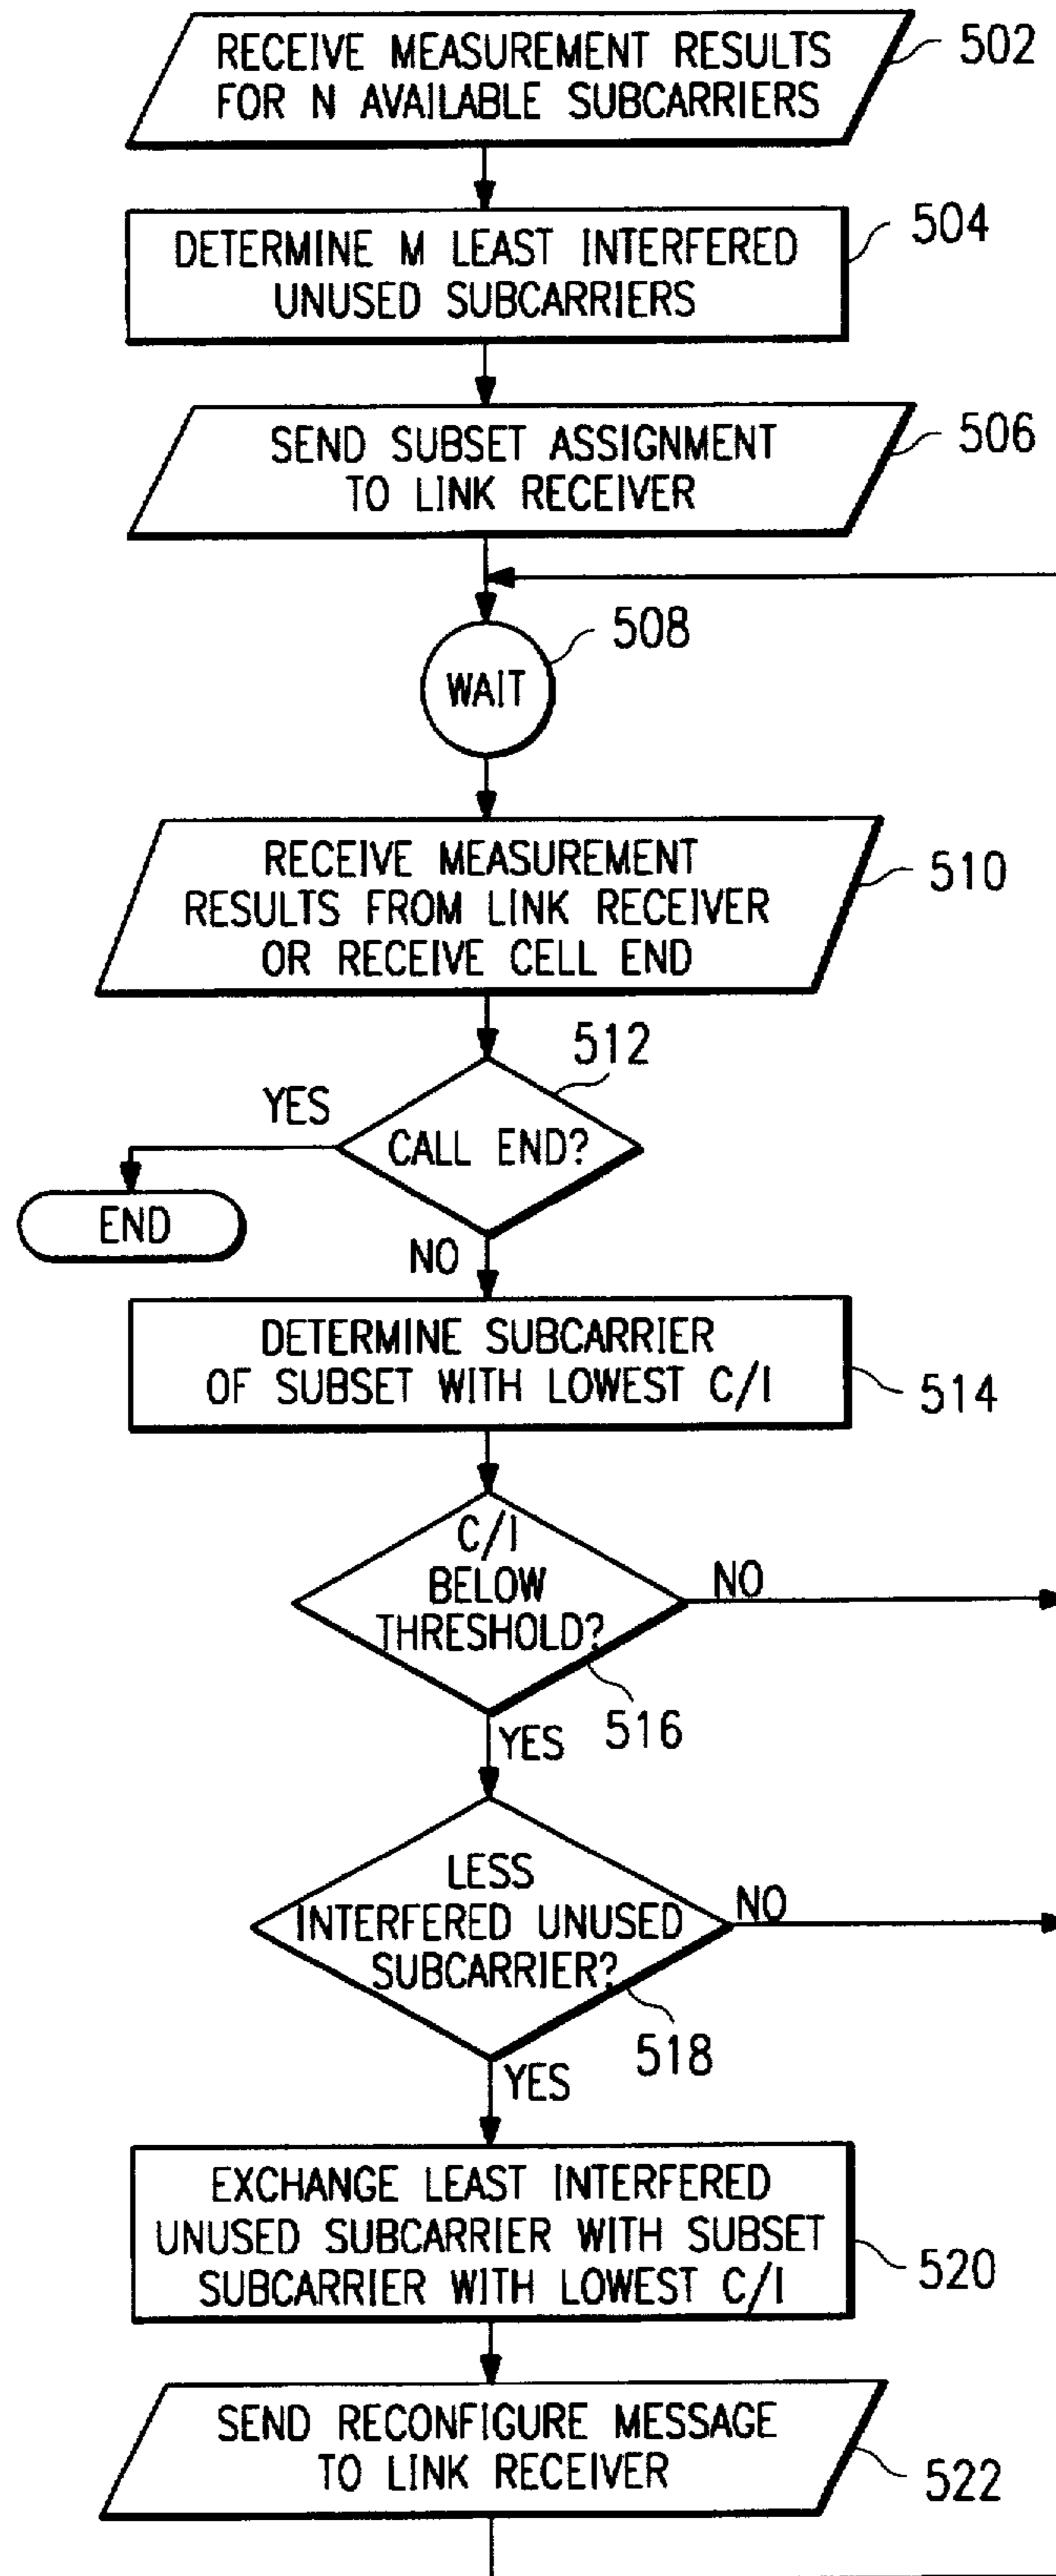 RECEIVE MEASUREMENT RESULTS
FOR N AVAILABLE SUBCARRIERS
502
DETERMINE M LEAST INTERFERED
UNUSED SUBCARRIERS
504
SEND SUBSET ASSIGNMENT
TO LINK RECEIVER
506
WAIT
508
RECEIVE MEASUREMENT
RESULTS FROM LINK RECEIVER
OR RECEIVE CELL END
510
512
YES
CALL END?
END
NO
DETERMINE SUBCARRIER
OF SUBSET WITH LOWEST C/I
514
C/I
BELOW
THRESHOLD?
NO
516
YES
LESS
INTERFERED UNUSED
SUBCARRIER?
NO
518
YES
EXCHANGE LEAST INTERFERED
UNUSED SUBCARRIER WITH SUBSET
SUBCARRIER WITH LOWEST C/I
520
SEND RECONFIGURE MESSAGE
TO LINK RECEIVER
522